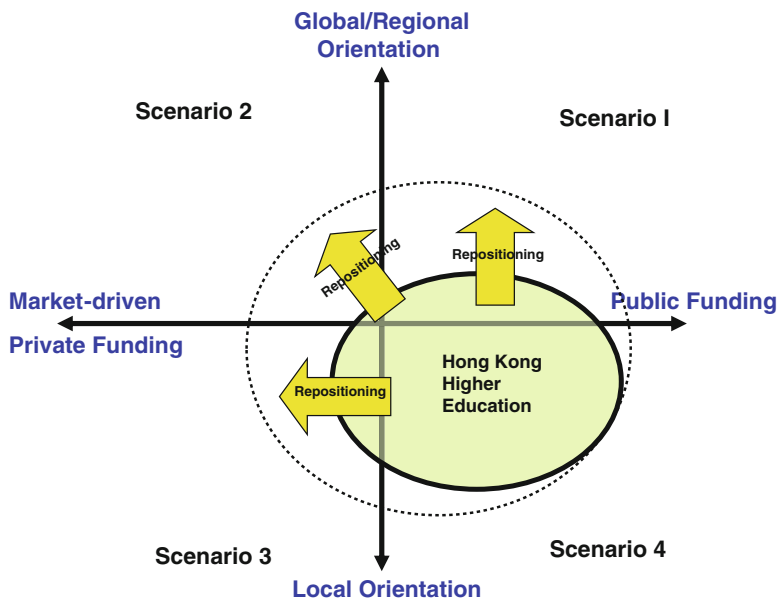 Global/Regional
Orientation
Scenario 2
Scenario I
Repositioning
Repositioning
Market-driven
Private Funding
Public Funding
Hong Kong
Higher
Education
Repositioning
Scenario 3
Scenario 4
Local Orientation